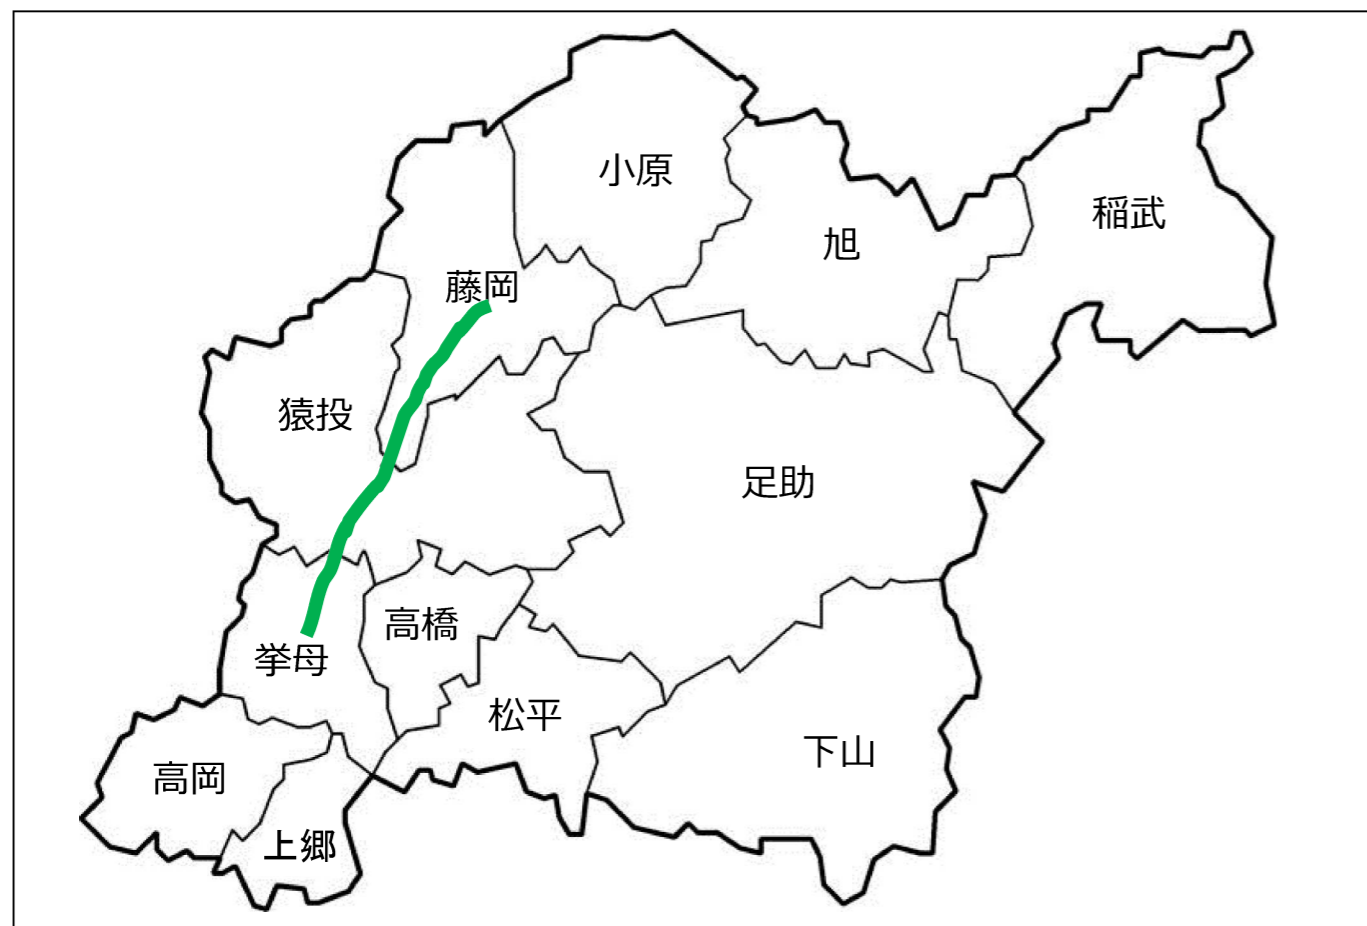 小原
稲武
旭
藤岡
猿投
足助
高橋
挙母
松平
下山
高岡
上郷